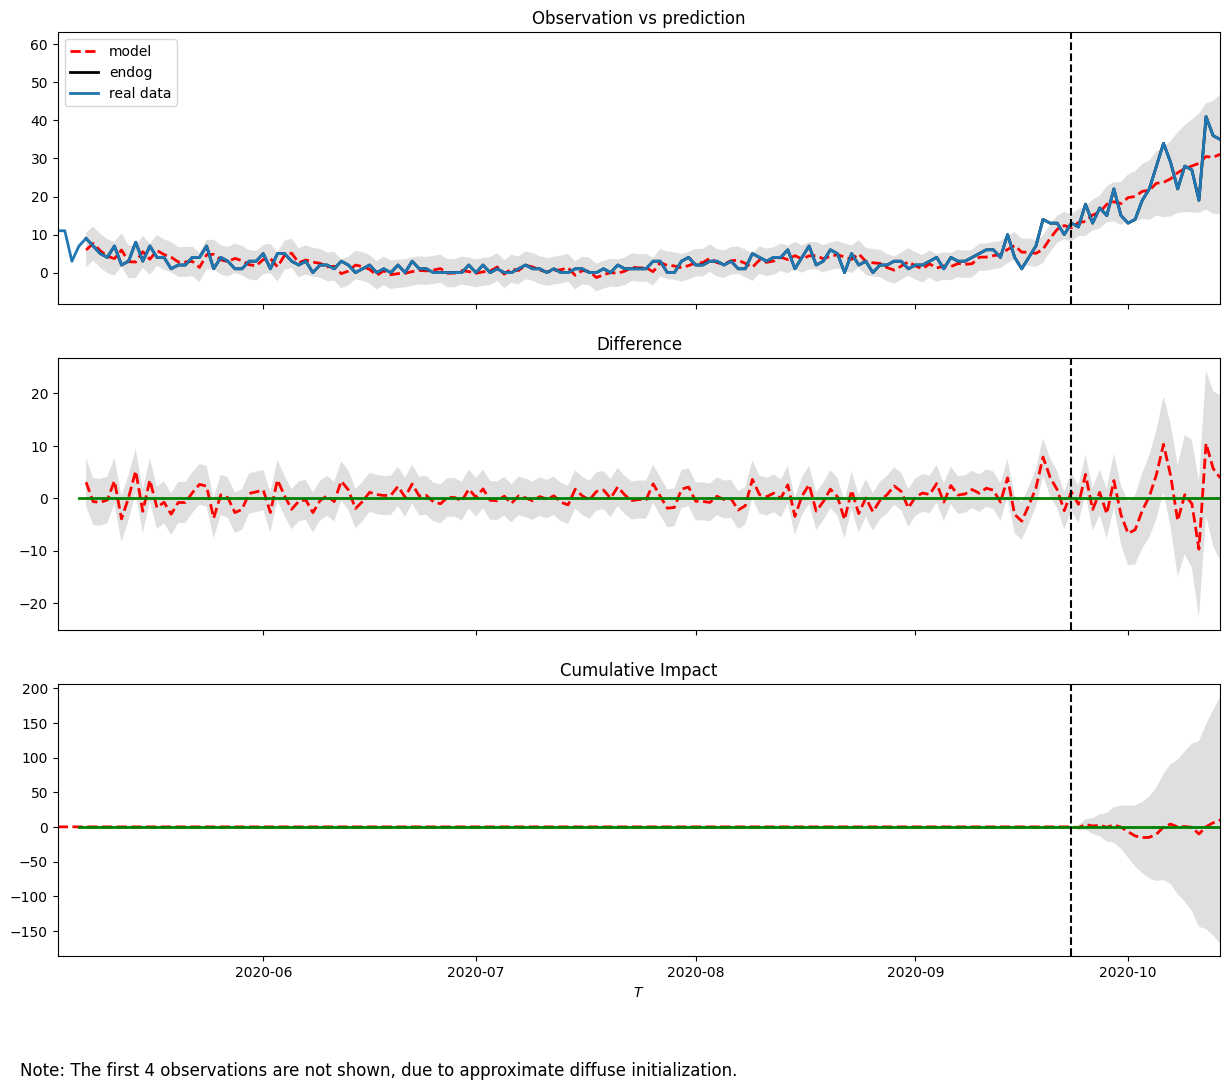 Observation vs prediction
60
50
40
30
20
10
0
model
endog
real data
Difference
20
10
0
−10
−20
Cumulative Impact
200
150
100
50
0
−50
−100
−150
2020-06 2020-07 2020-08 2020-09 2020-10
T
Note: The first 4 observations are not shown, due to approximate diffuse initialization.